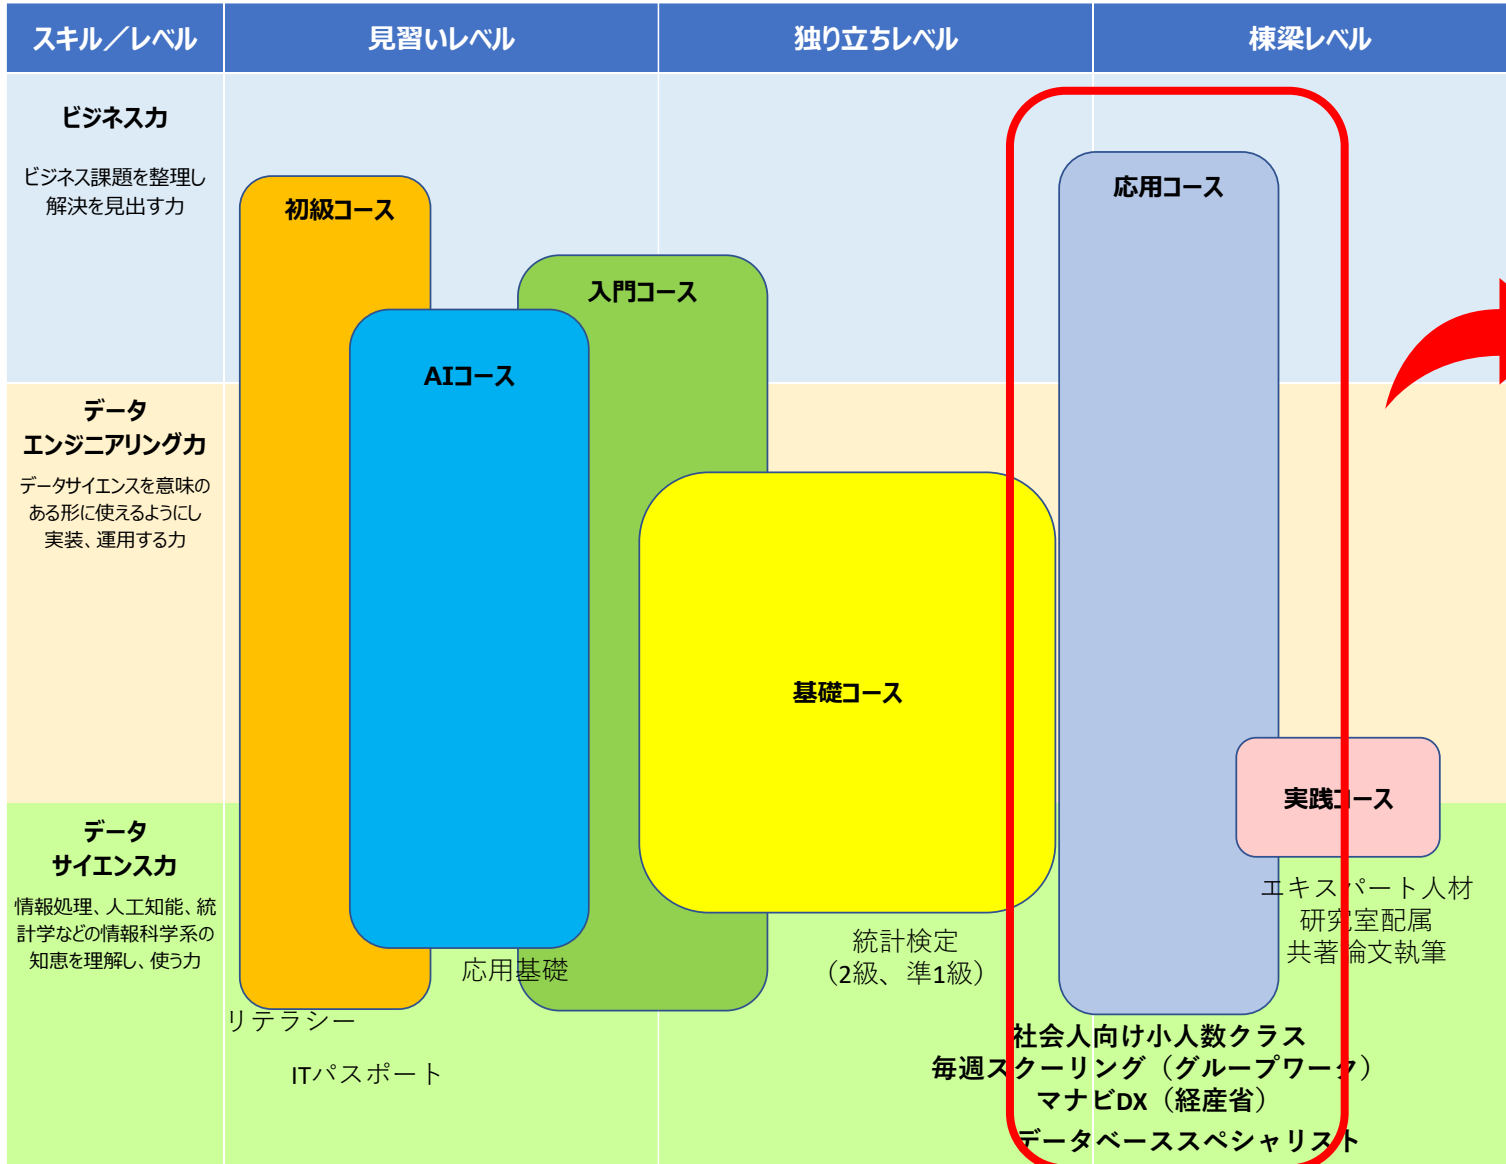 スキル／レベル
見習いレベル
独り立ちレベル
棟梁レベル
ビジネス力
ビジネス課題を整理し
解決を見出す力
初級コース
AIコース
入門コース
応用コース
データ
エンジニアリング力
データサイエンスを意味の
ある形に使えるようにし
実装、運用する力
基礎コース
実践コース
データ
サイエンス力
情報処理、人工知能、統
計学などの情報科学系の
知恵を理解し、使う力
リテラシー
応用基礎
ITパスポート
統計検定
（2級、準1級）
エキスパート人材
研究室配属
共著論文執筆
社会人向け小人数クラス
毎週スクーリング（グループワーク）
マナビDX（経産省）
データベーススペシャリスト